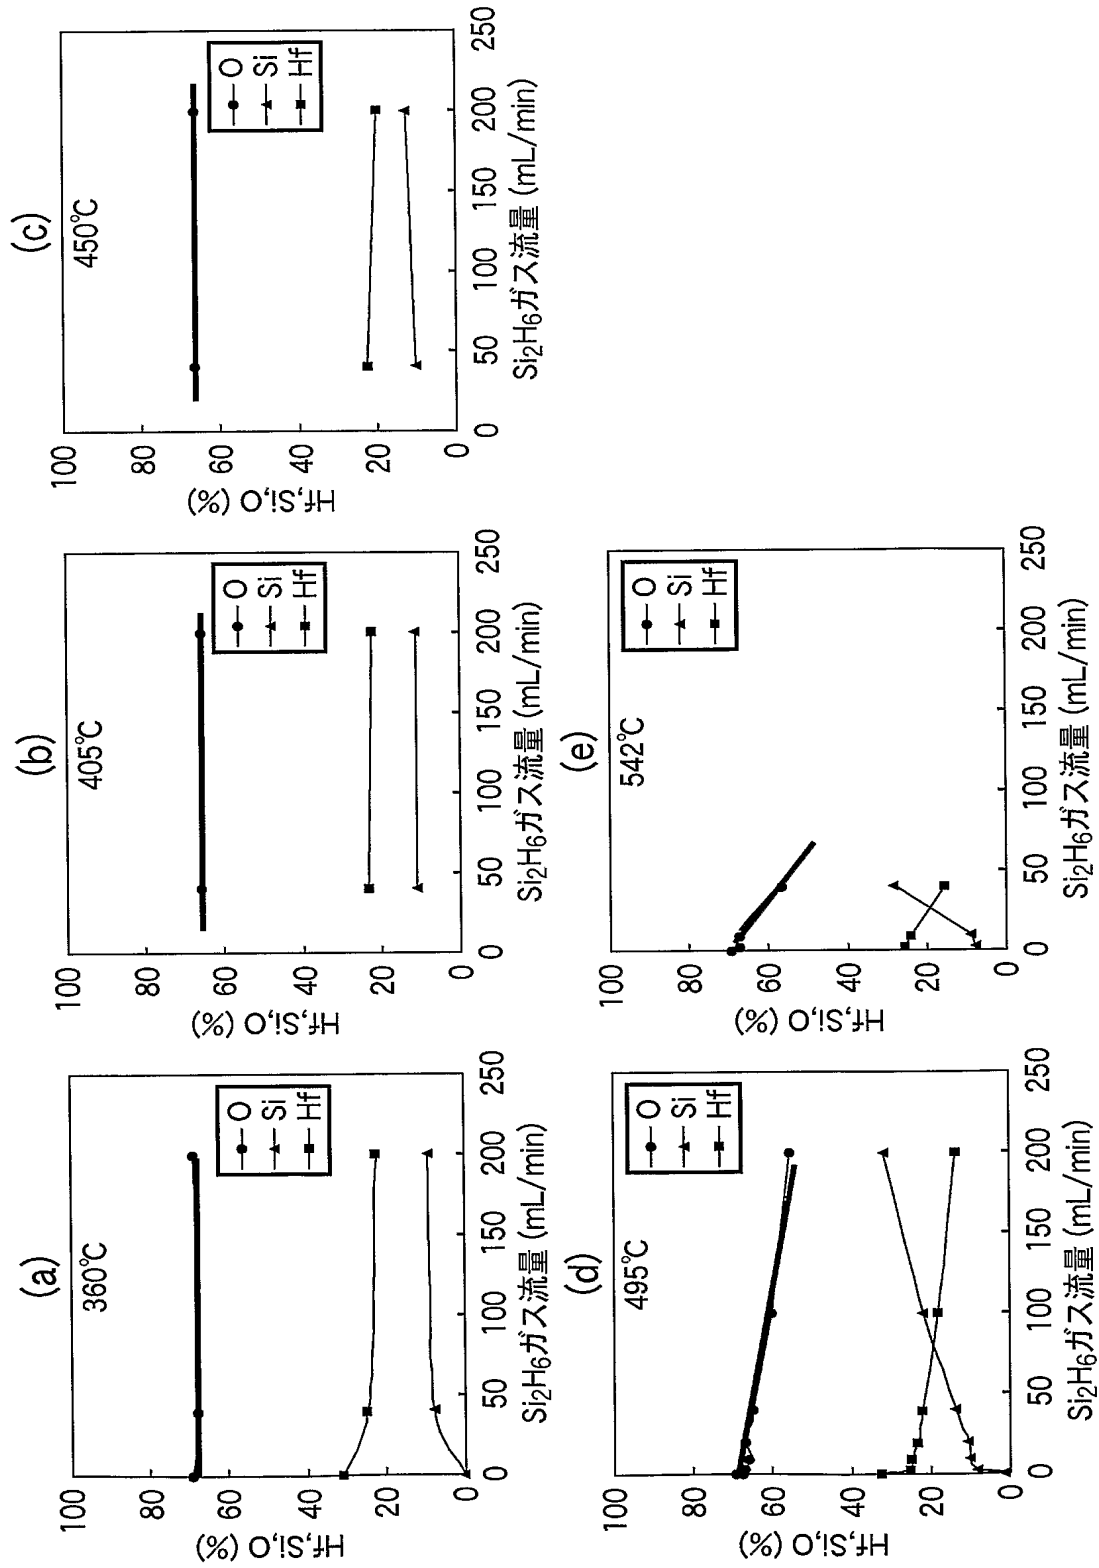 (a)
360℃
100
80
60
40
20
0
Hf,Si,O (%)
O
Si
Hf
0 50 100 150 200 250
Si2H6ガス流量 (mL/min)
(b)
405℃
100
80
60
40
20
0
Hf,Si,O (%)
O
Si
Hf
0 50 100 150 200 250
Si2H6ガス流量 (mL/min)
(c)
450℃
100
80
60
40
20
0
Hf,Si,O (%)
O
Si
Hf
0 50 100 150 200 250
Si2H6ガス流量 (mL/min)
(d)
495℃
100
80
60
40
20
0
Hf,Si,O (%)
O
Si
Hf
0 50 100 150 200 250
Si2H6ガス流量 (mL/min)
(e)
542℃
100
80
60
40
20
0
Hf,Si,O (%)
O
Si
Hf
0 50 100 150 200 250
Si2H6ガス流量 (mL/min)